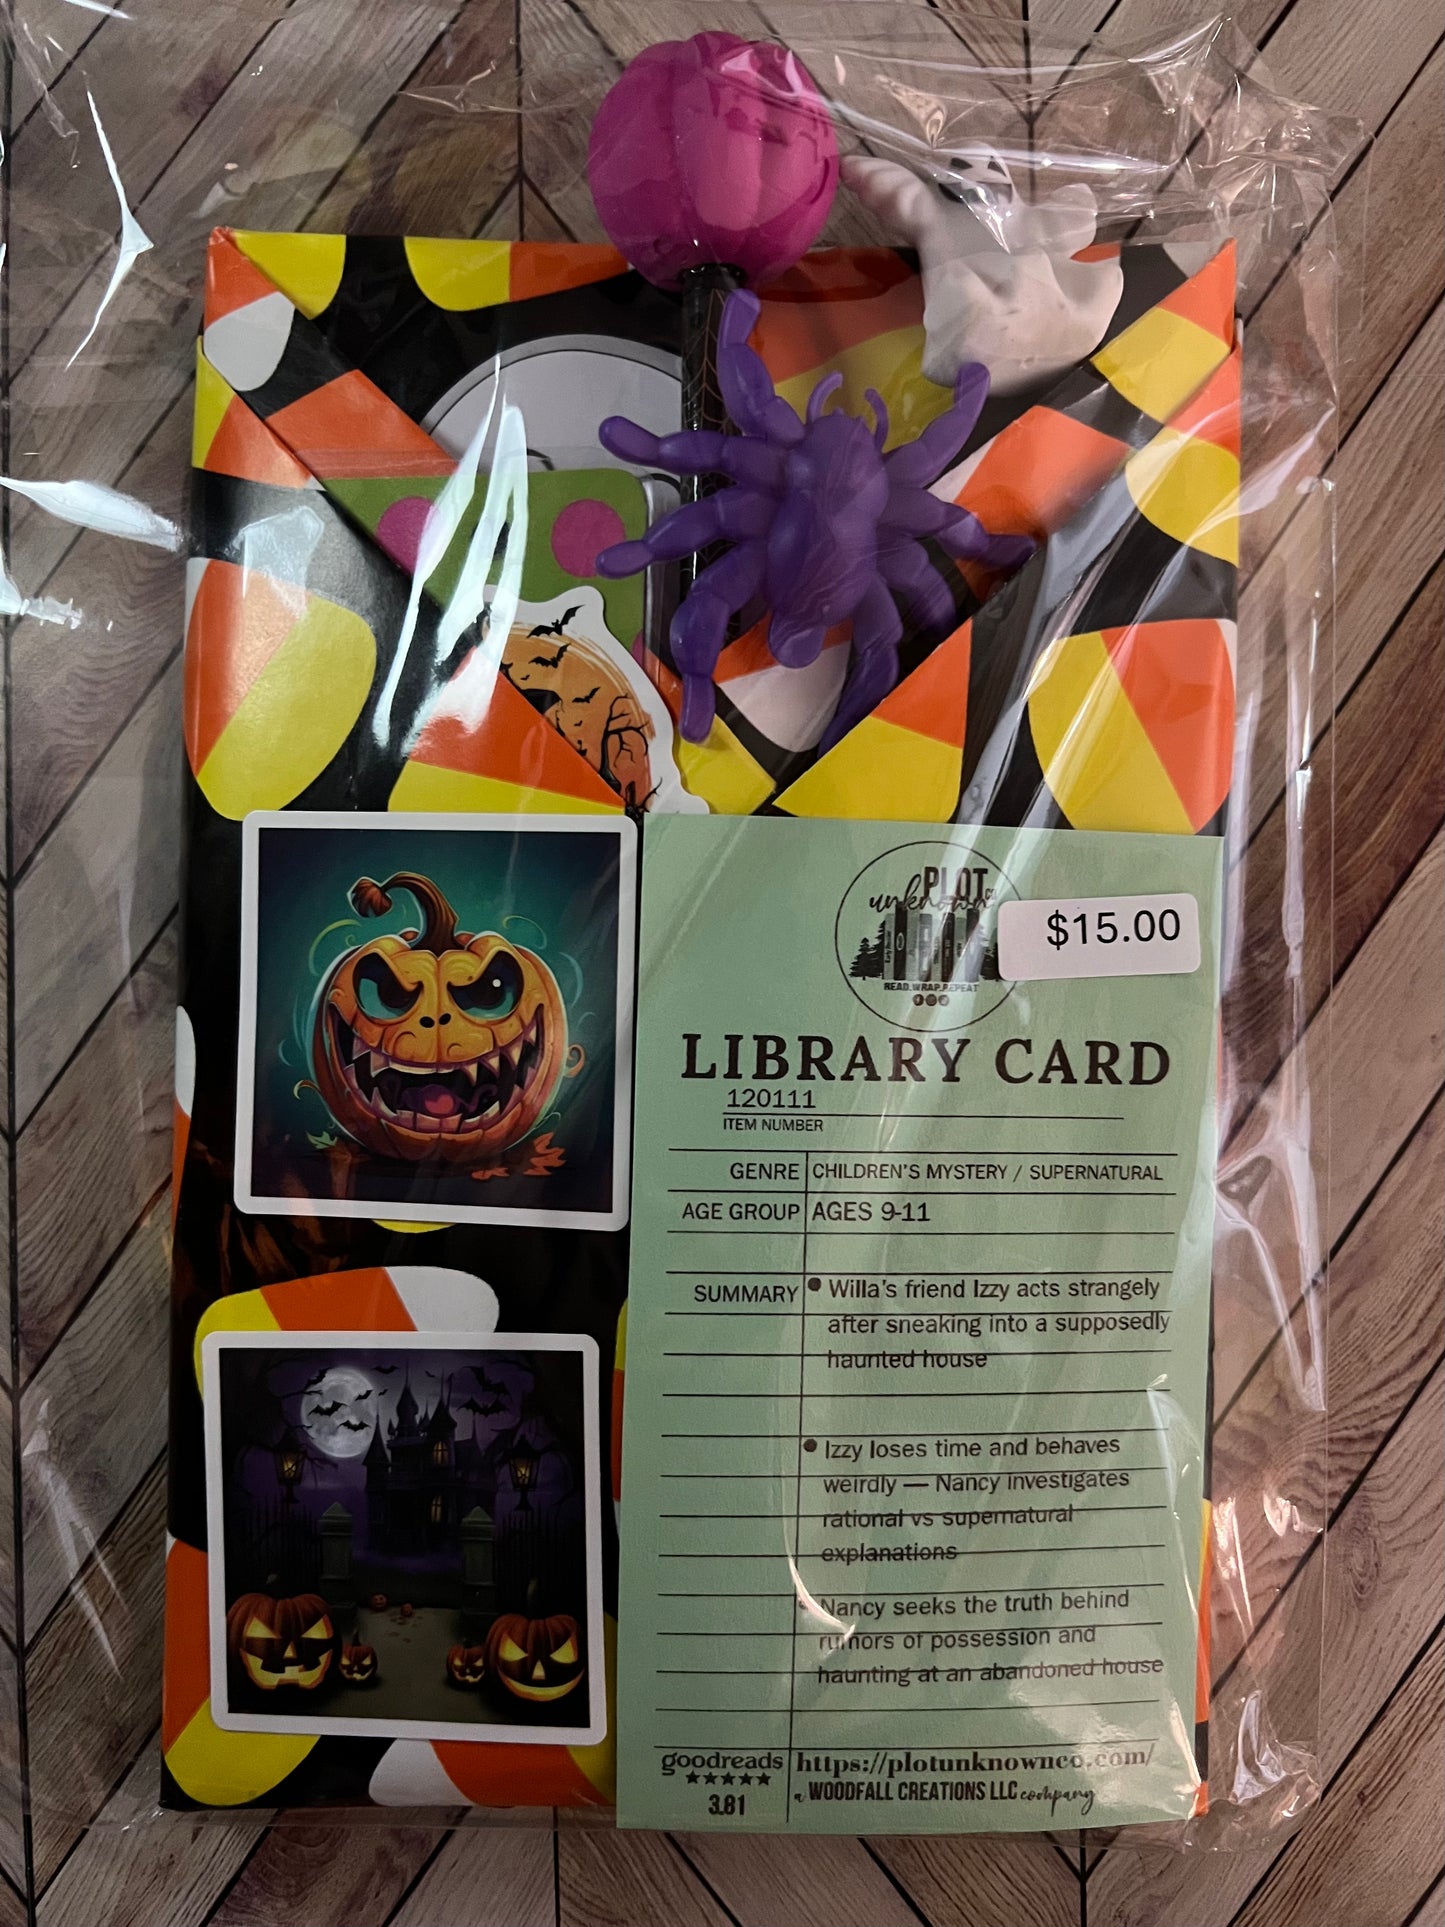 PLOT
unknown
READ.WRAP.REPEAT
$15.00
LIBRARY CARD
120111
ITEM NUMBER
GENRE CHILDREN'S MYSTERY / SUPERNATURAL
AGE GROUP AGES 9-11
SUMMARY • Willa's friend Izzy acts strangely
after sneaking into a supposedly
haunted house
• Izzy loses time and behaves
weirdly — Nancy investigates
rational vs supernatural
explanations
• Nancy seeks the truth behind
rumors of possession and
haunting at an abandoned house
goodreads https://plotunknownco.com/
★★★★★ a WOODFALL CREATIONS LLC company
3.81